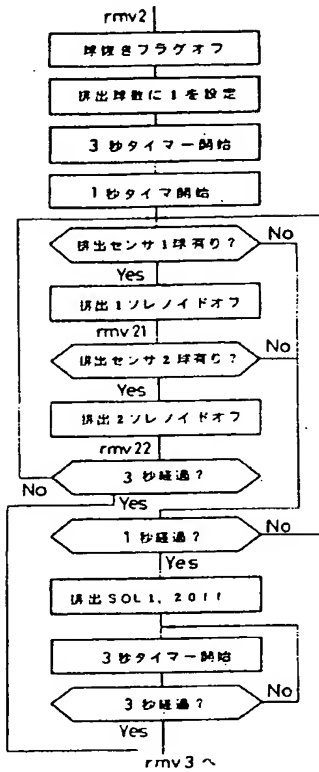 rmv2
球抜きフラグオフ
排出球数に1を設定
3秒タイマー開始
1秒タイマ開始
排出センサ1球有り?
No
Yes
排出1ソレノイドオフ
rmv21
排出センサ2球有り?
No
Yes
排出2ソレノイドオフ
rmv22
3秒経過?
No
Yes
1秒経過?
No
Yes
排出SOL1,2Off
3秒タイマー開始
3秒経過?
No
Yes
rmv3へ